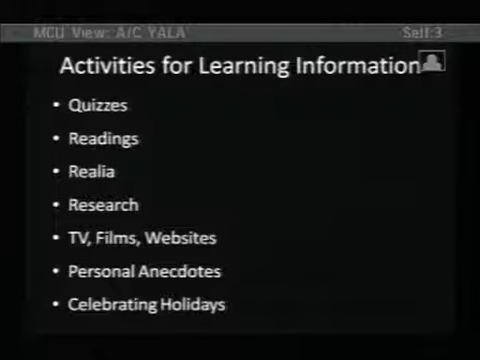 MCU View: A/C YALA Self:3
Activities for Learning Information
• Quizzes
• Readings
• Realia
• Research
• TV, Films, Websites
• Personal Anecdotes
• Celebrating Holidays